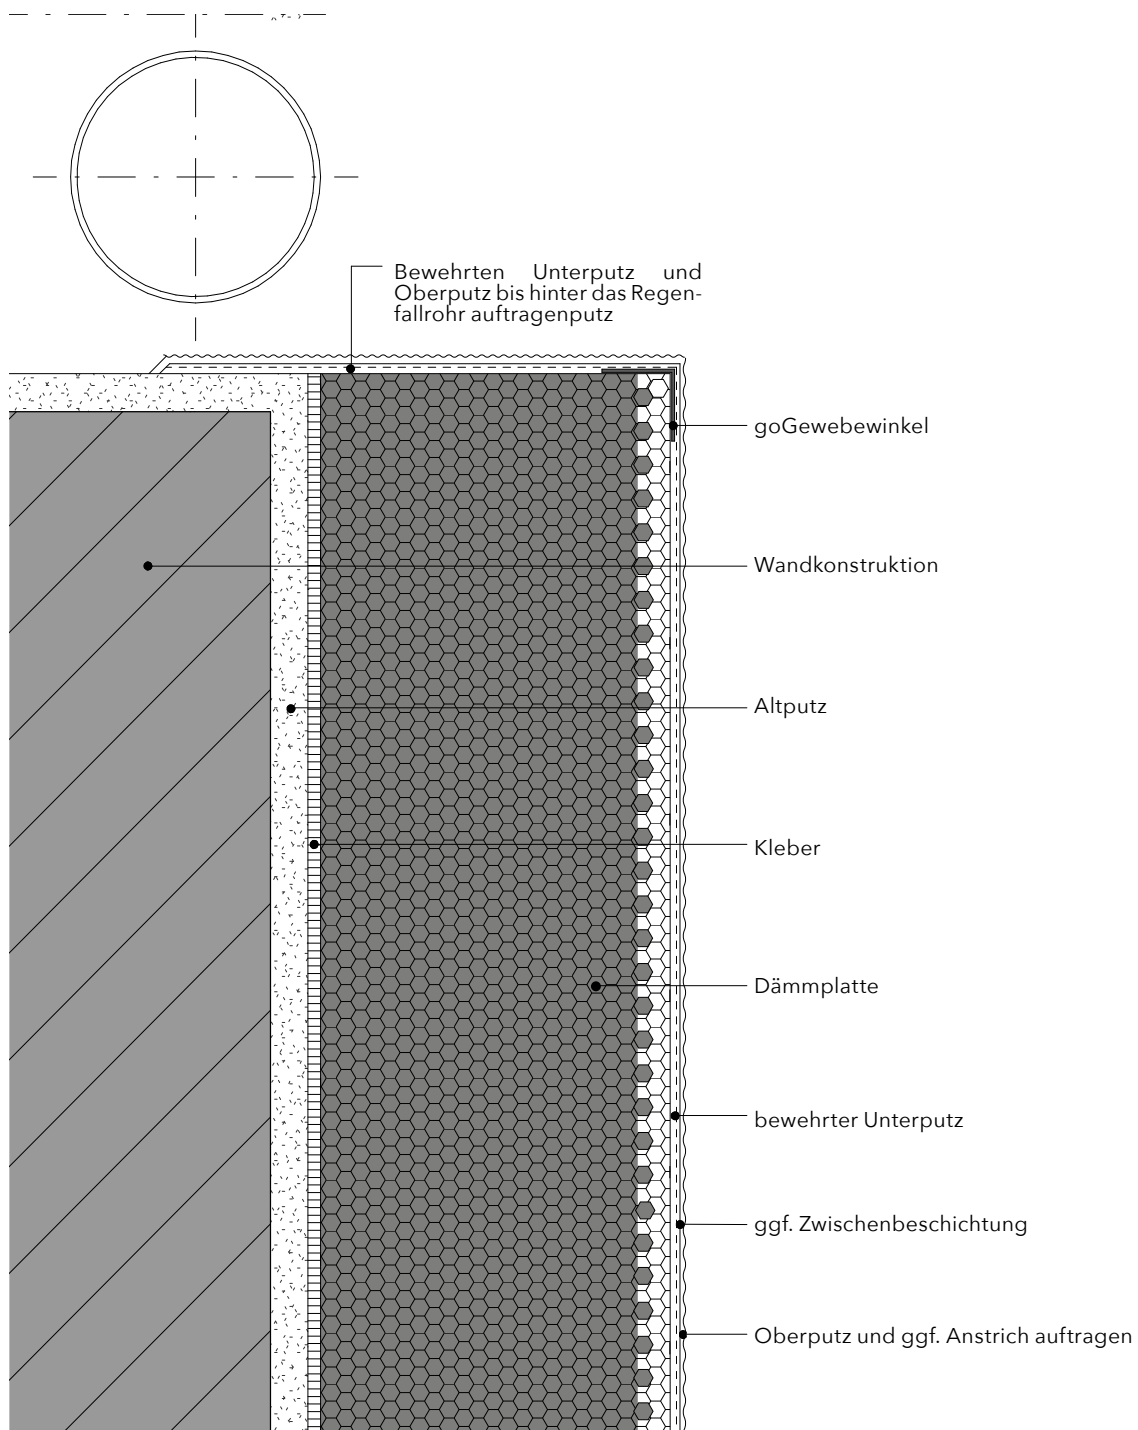 Bewehrten Unterputz und
Oberputz bis hinter das Regen-
fallrohr auftragenputz
goGewebewinkel
Wandkonstruktion
Altputz
Kleber
Dämmplatte
bewehrter Unterputz
ggf. Zwischenbeschichtung
Oberputz und ggf. Anstrich auftragen